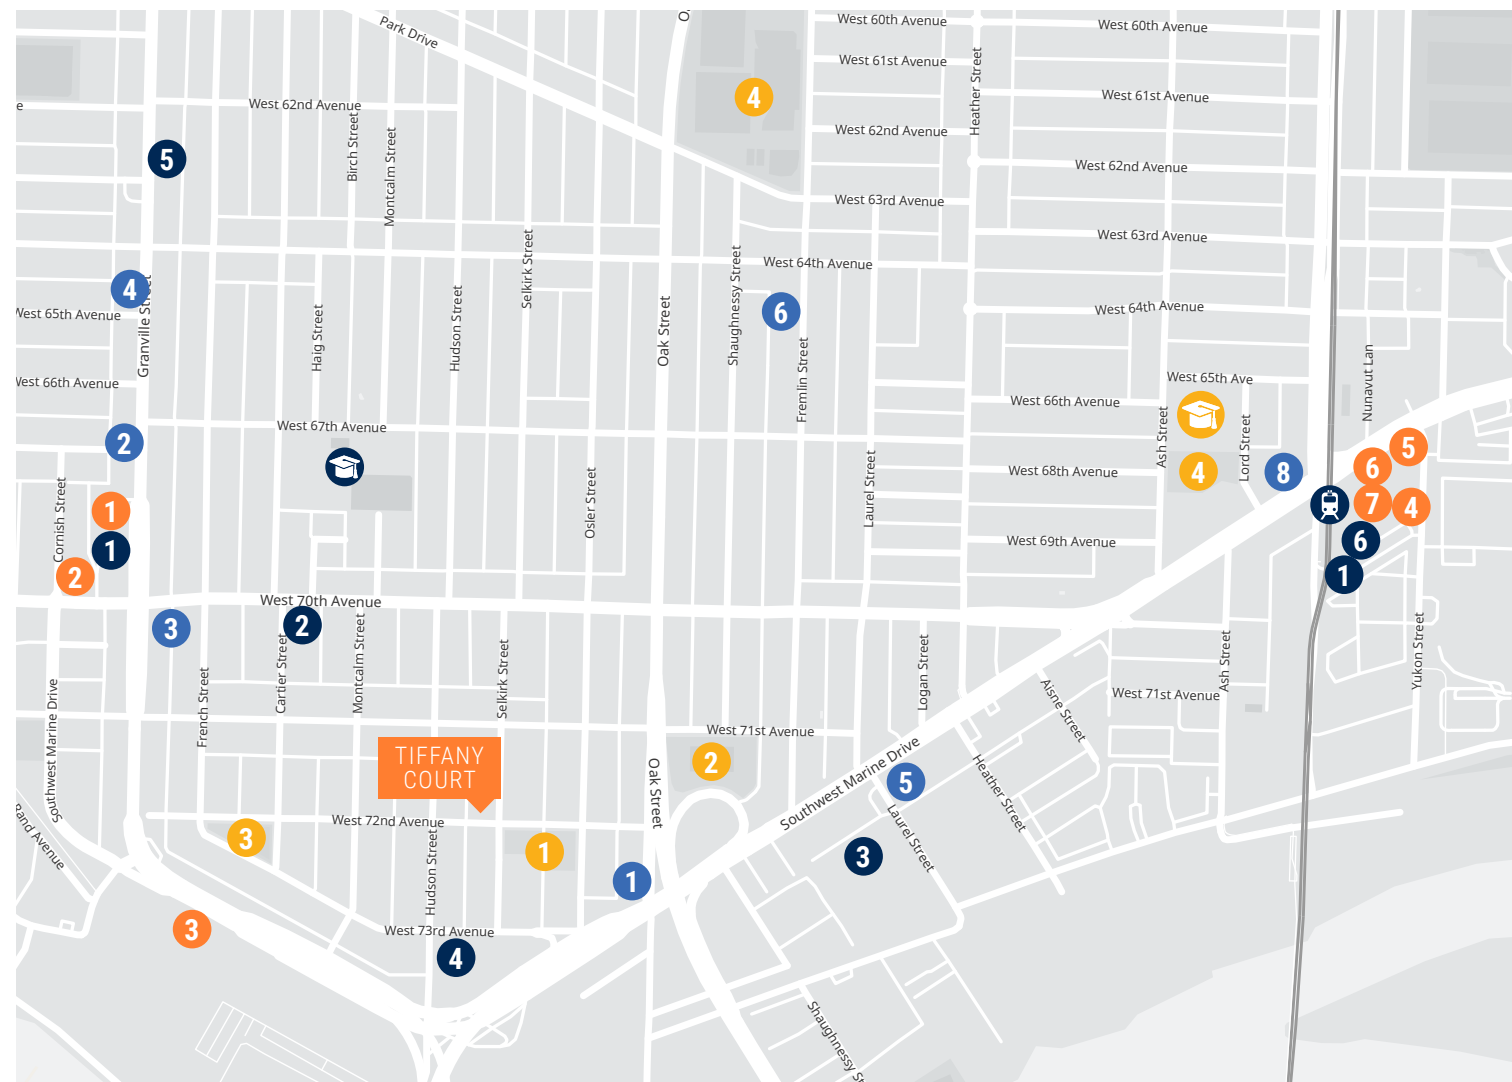 O
Park Drive
West 60th Avenue
West 60th Avenue
West 61st Avenue
Heather Street
4
West 61st Avenue
e
West 62nd Avenue
Birch Street
Montcalm Street
West 62nd Avenue
5
West 62nd Avenue
West 63rd Avenue
Selkirk Street
West 63rd Avenue
Shaughnessy Street
West 64th Avenue
4
Granville Street
West 65th Avenue
Haig Street
Hudson Street
Oak Street
6
West 64th Avenue
Fremlin Street
Nunavut Lan
West 66th Avenue
West 65th Ave
West 66th Avenue
Ash Street
Lord Street
2
West 67th Avenue
5
6
Laurel Street
West 68th Avenue
4
8
Cornish Street
Osler Street
1
7
4
1
West 69th Avenue
6
2
1
West 70th Avenue
2
3
Cartier Street
Montcalm Street
Selkirk Street
Logan Street
Ash Street
Yukon Street
Southwest Marine Drive
French Street
Aisne Street
West 71st Avenue
West 71st Avenue
TIFFANY
COURT
2
Oak Street
Southwest Marine Drive
5
Heather Street
Laurel Street
rand Avenue
West 72nd Avenue
3
1
3
Hudson Street
1
3
West 73rd Avenue
4
Shaughnessy St